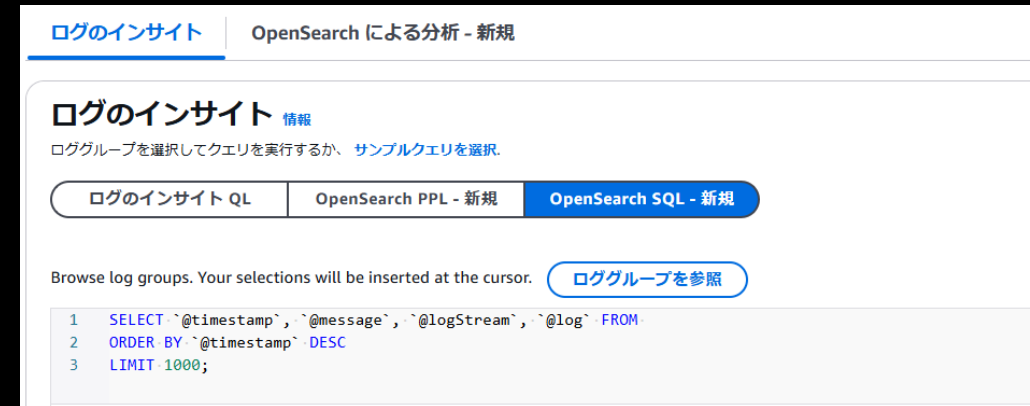 ログのインサイト OpenSearch による分析 - 新規
ログのインサイト 情報
ロググループを選択してクエリを実行するか、 サンプルクエリを選択.
ログのインサイト QL OpenSearch PPL - 新規 OpenSearch SQL - 新規
Browse log groups. Your selections will be inserted at the cursor. ロググループを参照
1 SELECT `@timestamp`, `@message`, `@logStream`, `@log` FROM
2 ORDER BY `@timestamp` DESC
3 LIMIT 1000;